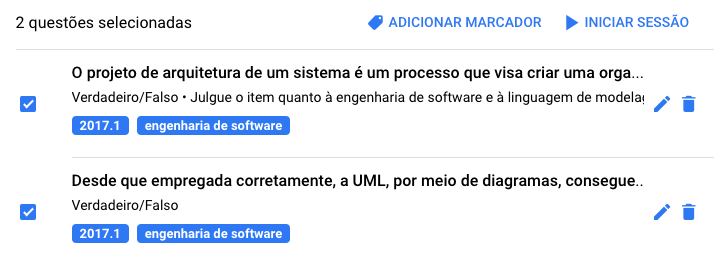 2 questões selecionadas
ADICIONAR MARCADOR
INICIAR SESSÃO
O projeto de arquitetura de um sistema é um processo que visa criar uma orga...
Verdadeiro/Falso • Julgue o item quanto à engenharia de software e à linguagem de modela
2017.1
engenharia de software
Desde que empregada corretamente, a UML, por meio de diagramas, consegue..
Verdadeiro/Falso
2017.1
engenharia de software